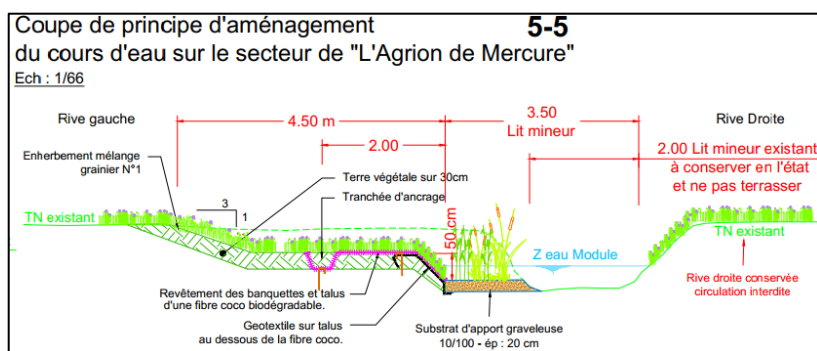 Coupe de principe d'aménagement 5-5
du cours d'eau sur le secteur de "L'Agrion de Mercure"
Ech : 1/66
Rive gauche
4.50 m
3.50
Lit mineur
Rive Droite
2.00
2.00 Lit mineur existant
à conserver en l'état
et ne pas terrasser
Enherbement mélange
grainier N°1
Terre végétale sur 30cm
Tranchée d'ancrage
3
1
TN existant
50 cm
Z eau Module
TN existant
Rive droite conservée
circulation interdite
Revêtement des banquettes et talus
d'une fibre coco biodégradable.
Geotextile sur talus
au dessous de la fibre coco.
Substrat d'apport graveleuse
10/100 - ép : 20 cm